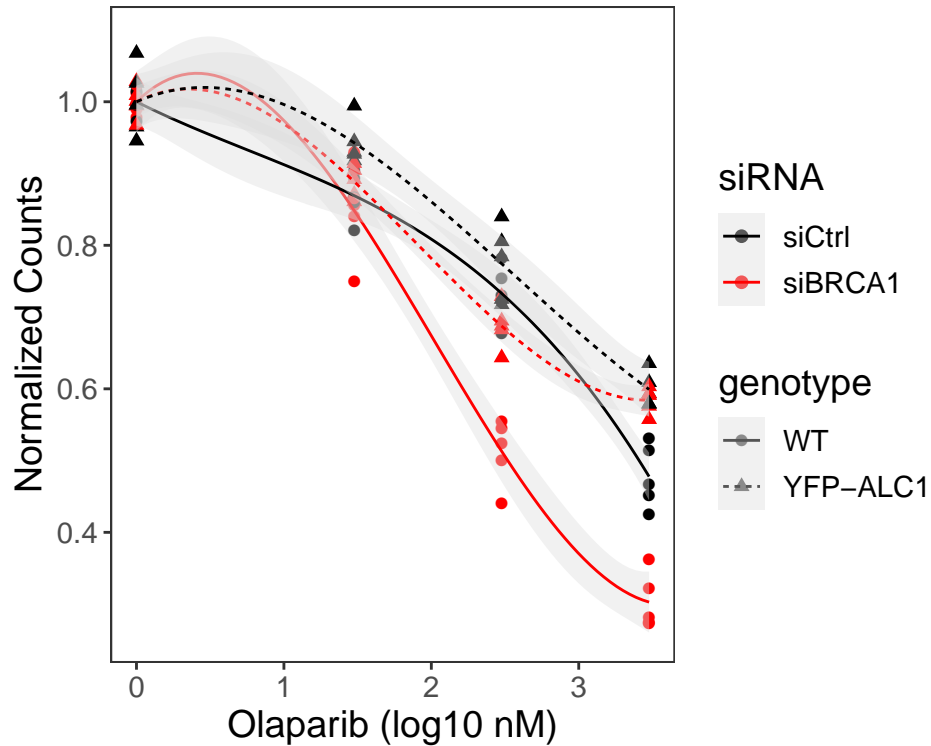 1.0
0.8
0.6
0.4
Normalized Counts
0
1
2
3
Olaparib (log10 nM)
siRNA
siCtrl
siBRCA1
genotype
WT
YFP−ALC1